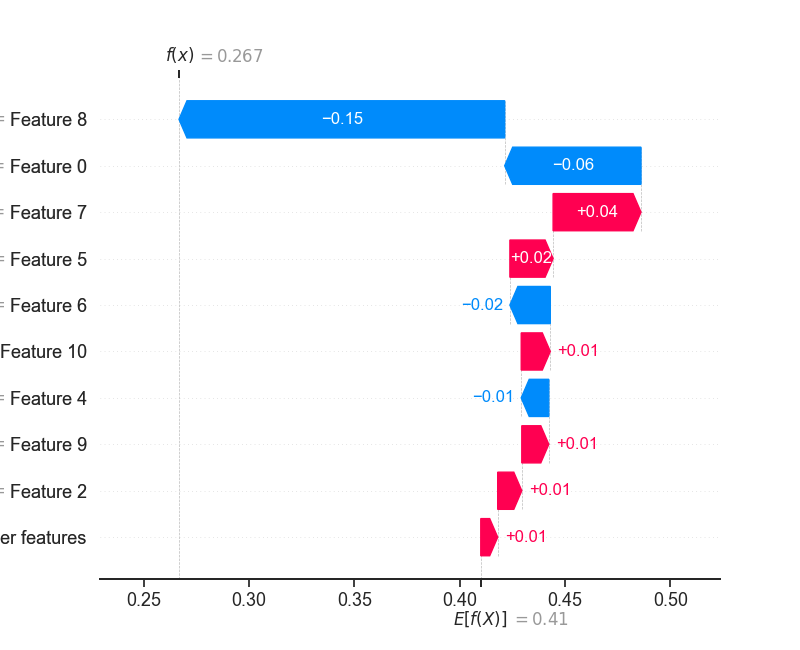 f(x) = 0.267
= Feature 8 −0.15
= Feature 0 −0.06
Feature 7 +0.04
= Feature 5 +0.02
= Feature 6 −0.02
Feature 10 +0.01
= Feature 4 −0.01
= Feature 9 +0.01
= Feature 2 +0.01
er features +0.01
0.25 0.30 0.35 0.40 0.45 0.50
E[f(X)] = 0.41